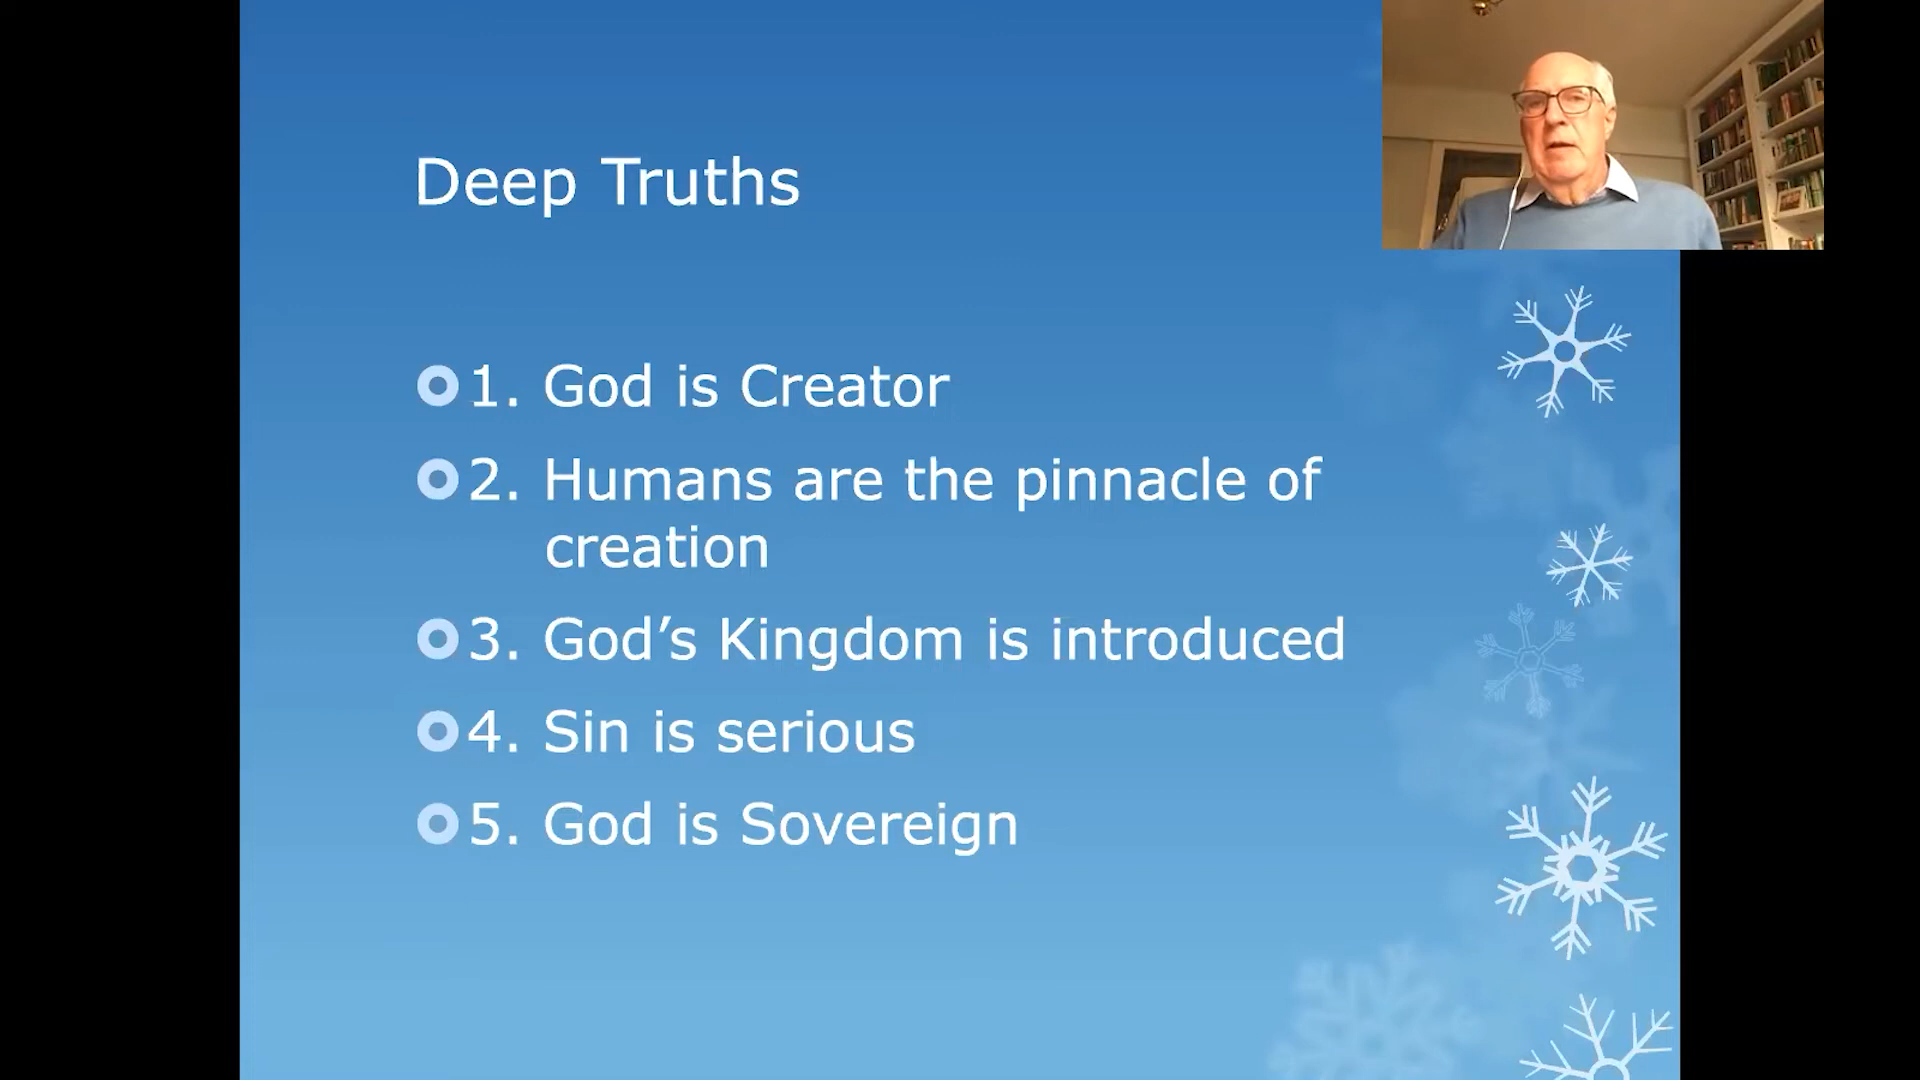 Deep Truths
1. God is Creator
2. Humans are the pinnacle of
creation
3. God’s Kingdom is introduced
4. Sin is serious
5. God is Sovereign